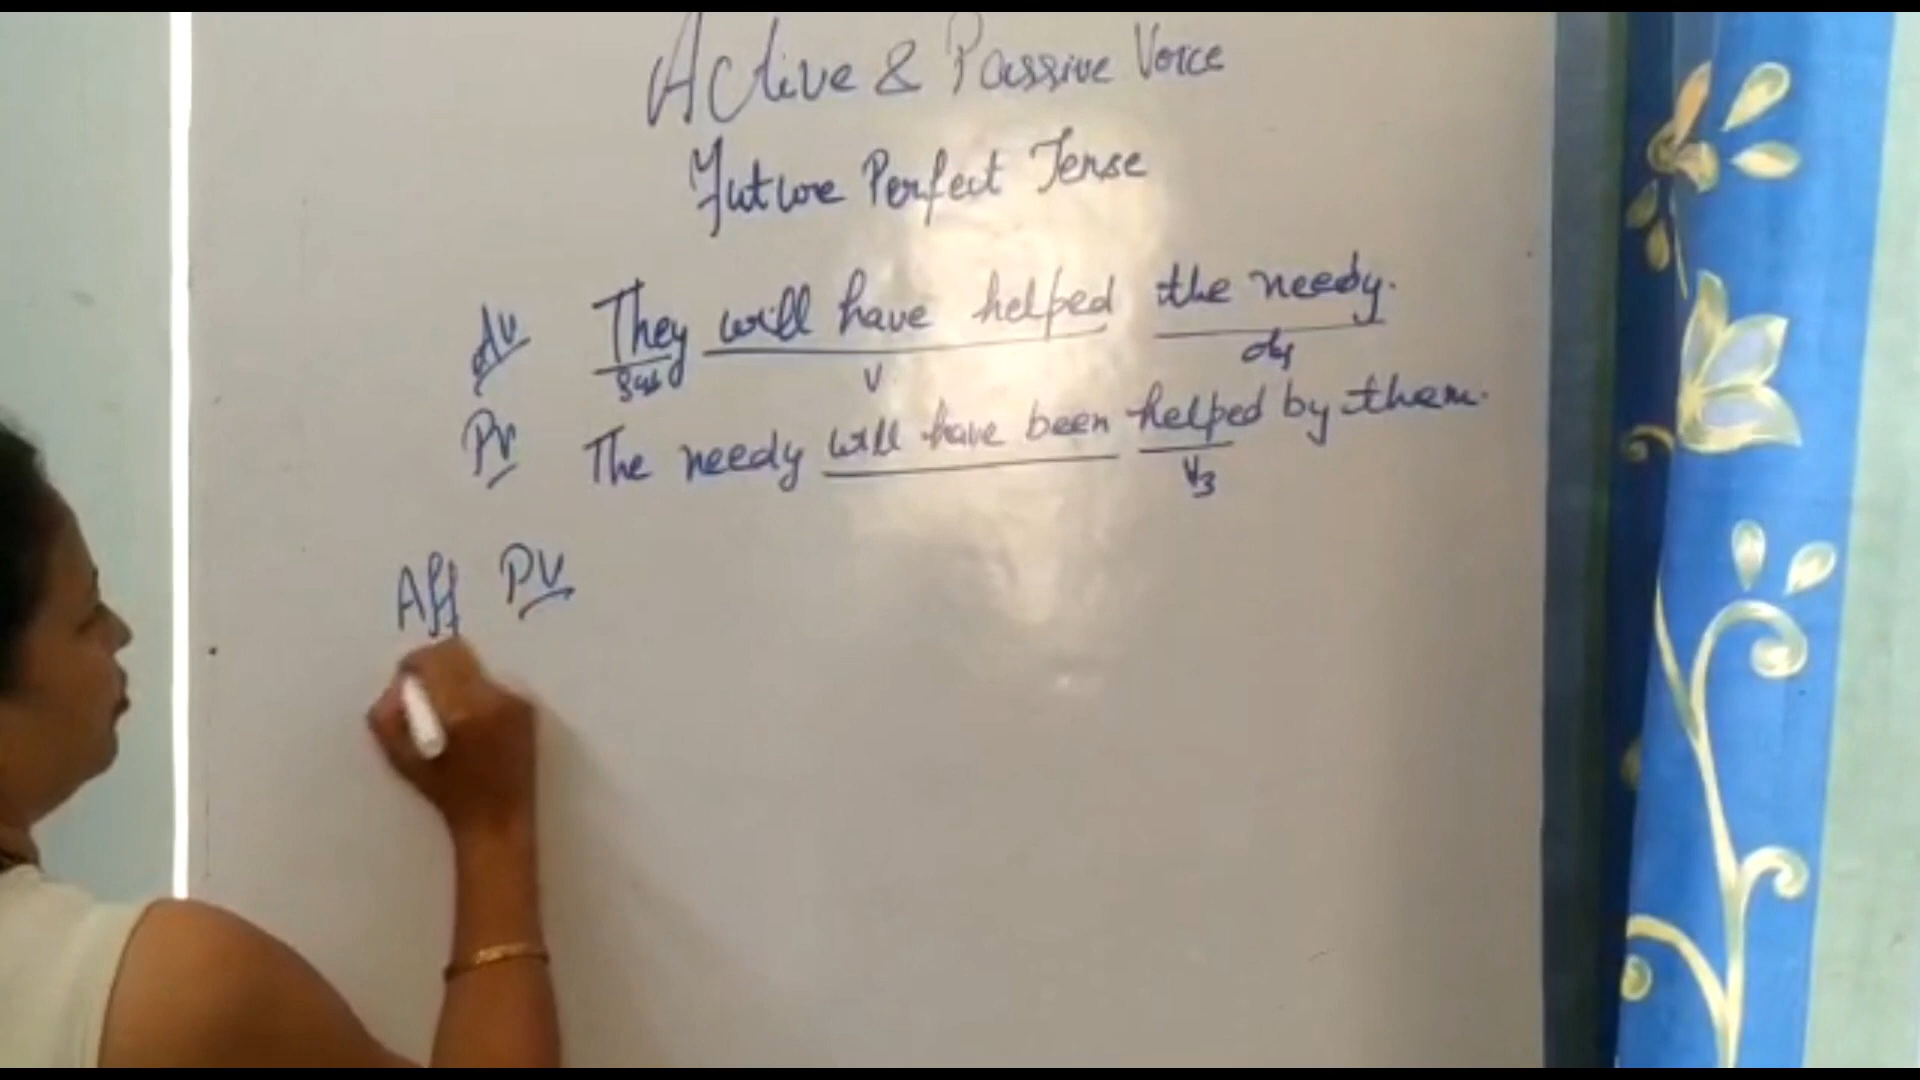 Active & Passive Voice
Future Perfect Tense
AV They will have helped the needy.
Sub V obj
PV The needy will have been helped by them.
V3
Aff PV